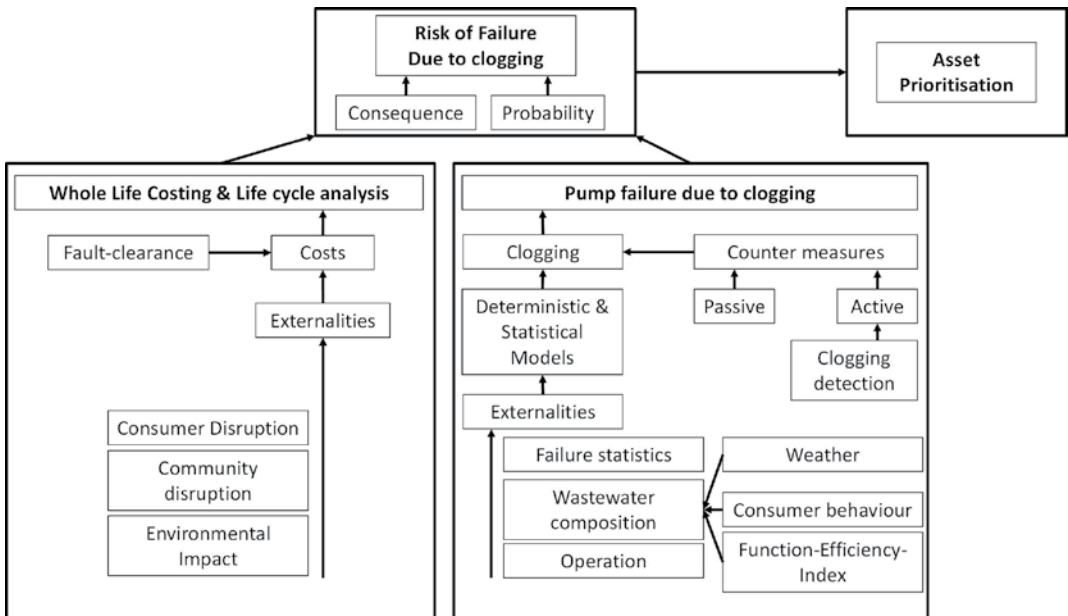 Risk of Failure
Due to clogging
Consequence
Probability
Asset
Prioritisation
Whole Life Costing & Life cycle analysis
Fault-clearance
Costs
Externalities
Consumer Disruption
Community
disruption
Environmental
Impact
Pump failure due to clogging
Clogging
Counter measures
Deterministic &
Statistical
Models
Passive
Active
Clogging
detection
Externalities
Failure statistics
Weather
Wastewater
composition
Consumer behaviour
Operation
Function-Efficiency-
Index